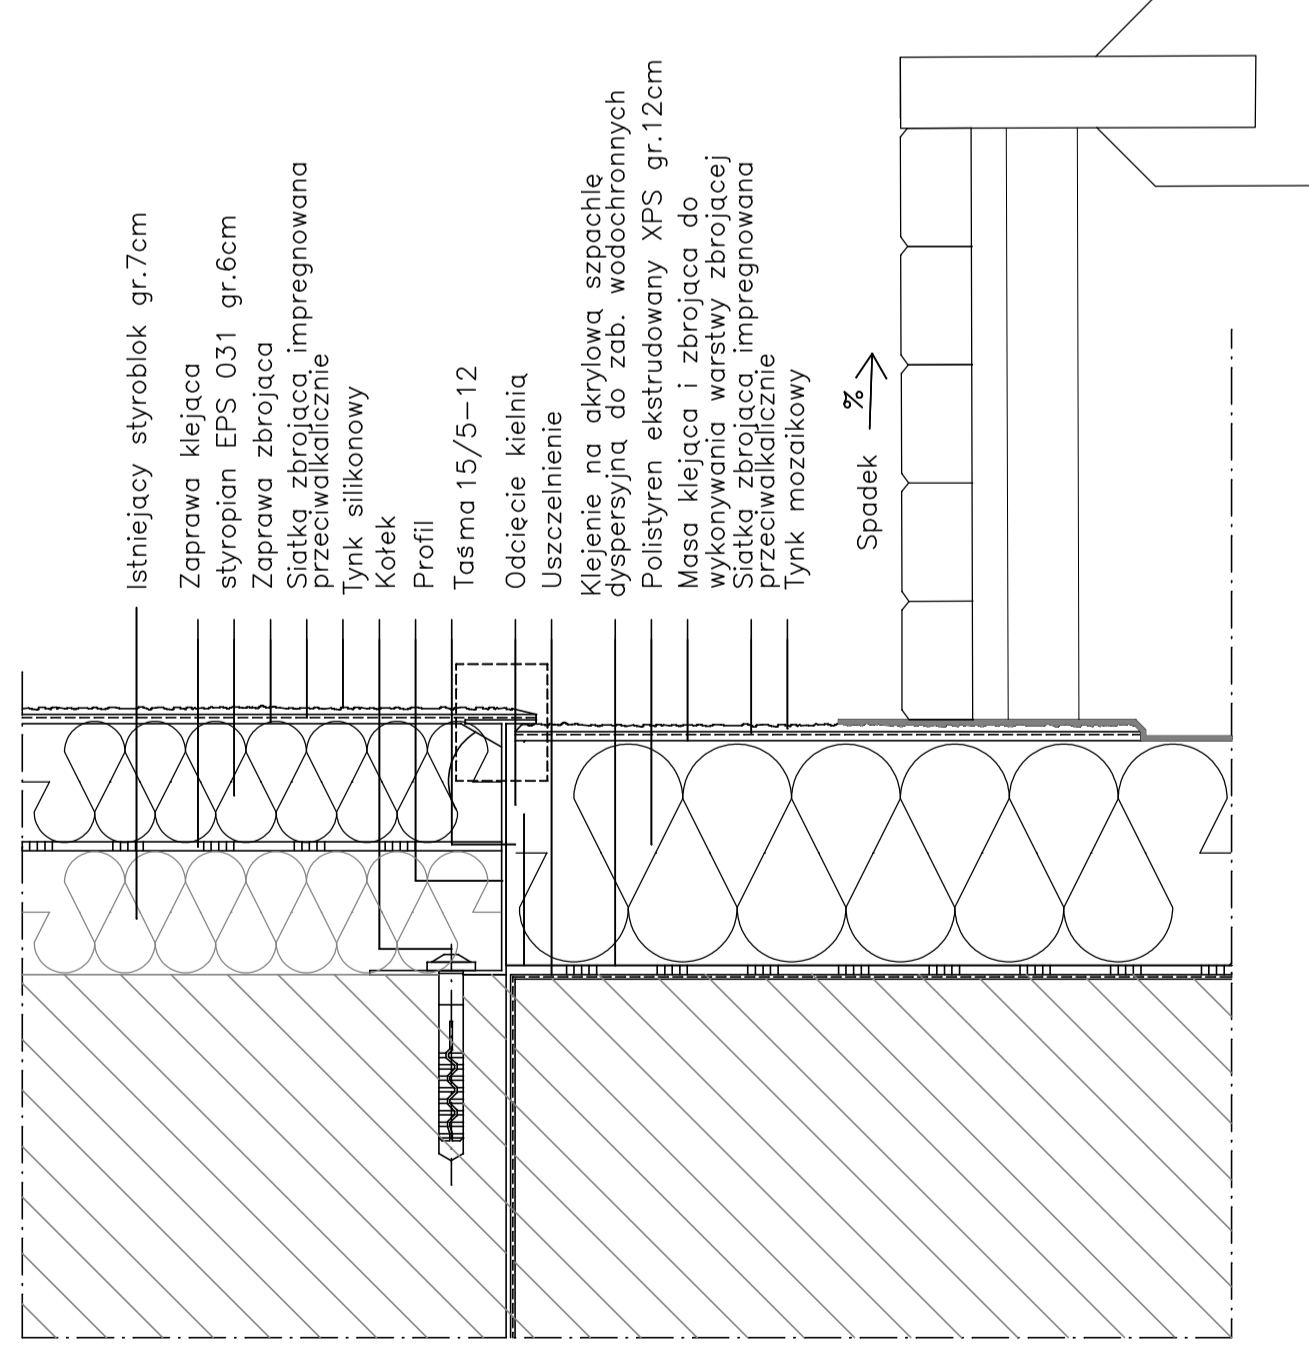 Istniejący styroblok gr.7cm
Zaprawa klejąca
styropian EPS 031 gr.6cm
Zaprawa zbrojąca
Siatka zbrojąca impregnowana
przeciwalkalicznie
Tynk silikonowy
Kołek
Profil
Taśma 15/5-12
Odcięcie kielnią
Uszczelnienie
Klejenie na akrylową szpachlę
dyspersyjną do zab. wodochronnych
Polistyren ekstrudowany XPS gr.12cm
Masa klejąca i zbrojąca do
wykonywania warstwy zbrojącej
Siatka zbrojąca impregnowana
przeciwalkalicznie
Tynk mozaikowy
Spadek %